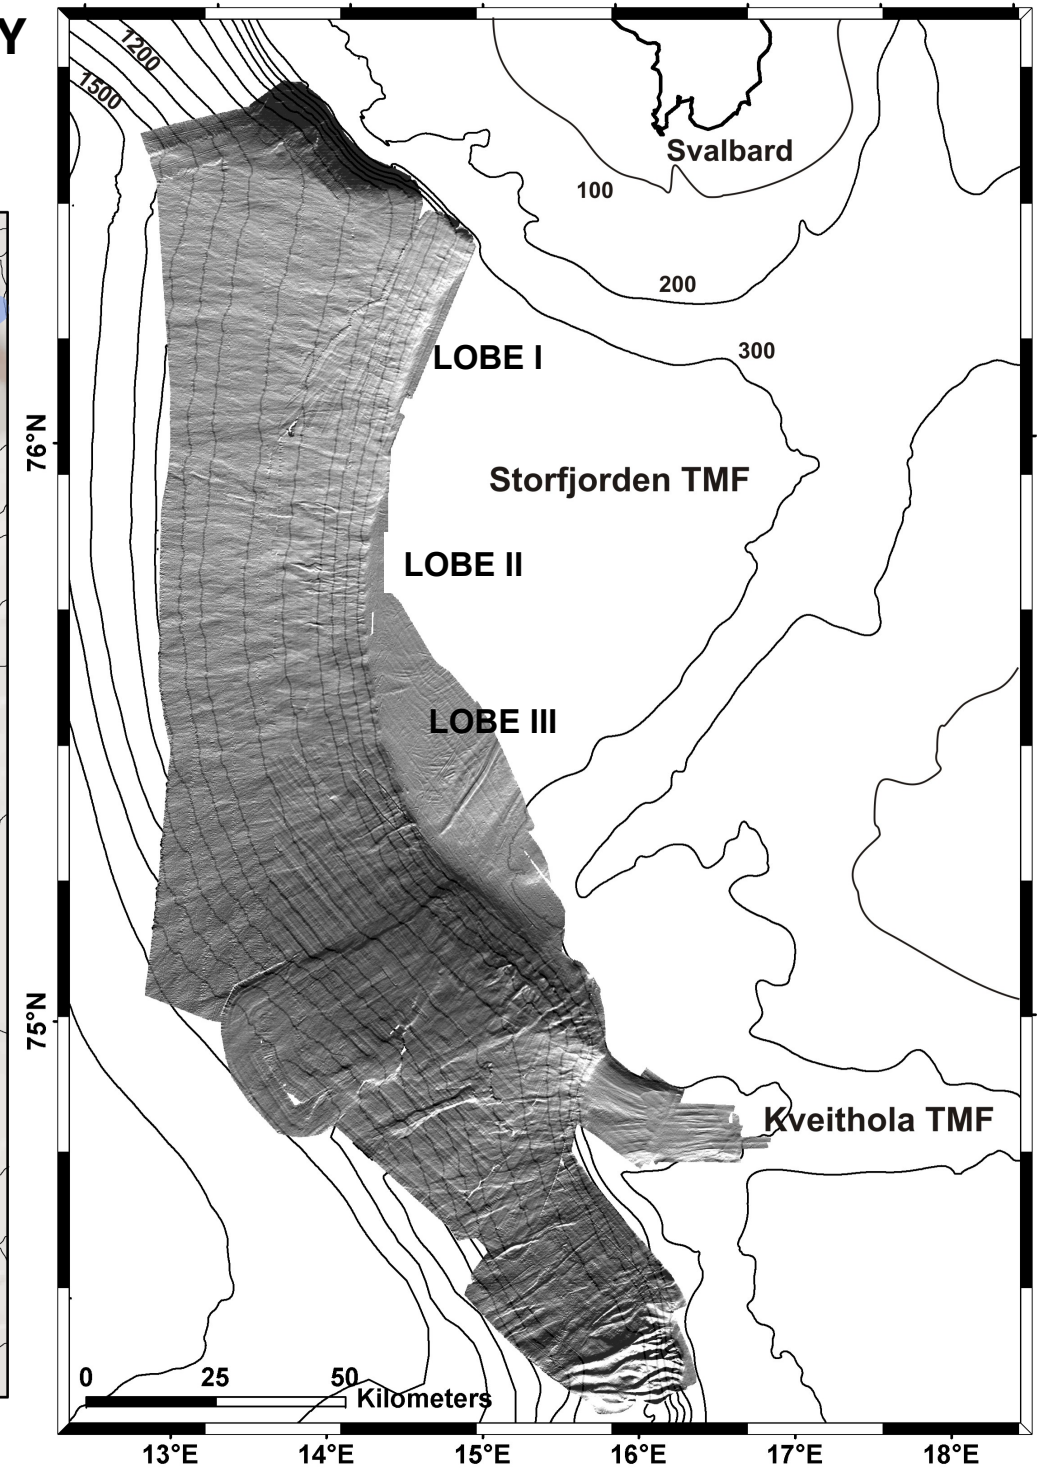 Y
1200
1500
Svalbard
100
200
300
LOBE I
76°N
Storfjorden TMF
LOBE II
LOBE III
75°N
Kveithola TMF
0 25 50
Kilometers
13°E 14°E 15°E 16°E 17°E 18°E